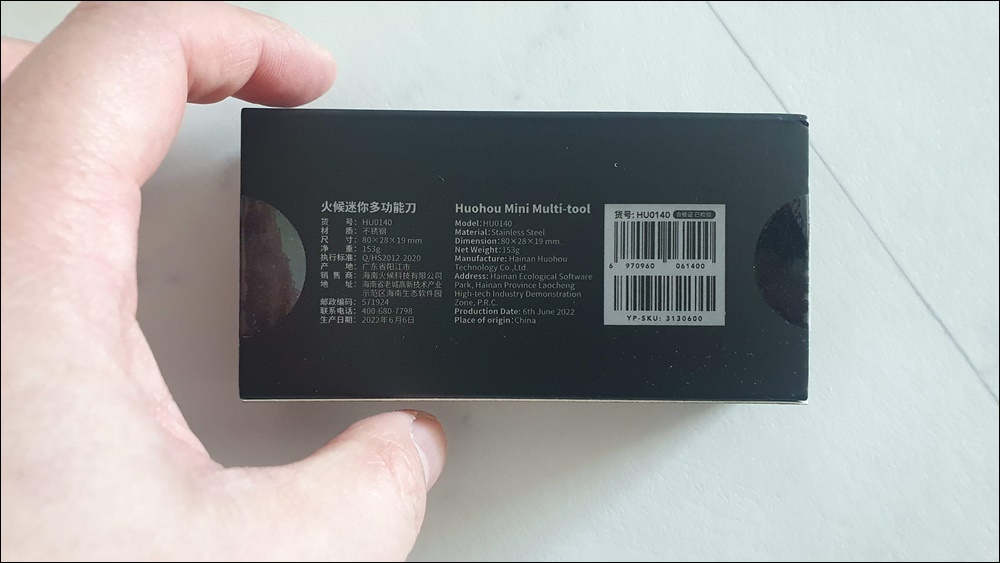 火候迷你多功能刀
货 号: HU0140
材 质: 不锈钢
尺 寸: 80×28×19 mm
净 重: 153g
执行标准: Q/HS2012-2020
产 地: 广东省阳江市
销 售 商: 海南火候科技有限公司
地 址: 海南省老城高新技术产业
示范区海南生态软件园
邮政编码: 571924
联系电话: 400-680-7798
生产日期: 2022年6月6日
Huohou Mini Multi-tool
Model:HU0140
Material:Stainless Steel
Dimension:80×28×19 mm
Net Weight:153g
Manufacture: Hainan Huohou
Technology Co.,Ltd.
Address: Hainan Ecological Software
Park, Hainan Province Laocheng
High-tech Industry Demonstration
Zone, P.R.C.
Production Date: 6th June 2022
Place of origin:China
货号: HU0140 合格证 已检验
6 970960 061400
YP-SKU: 3130600